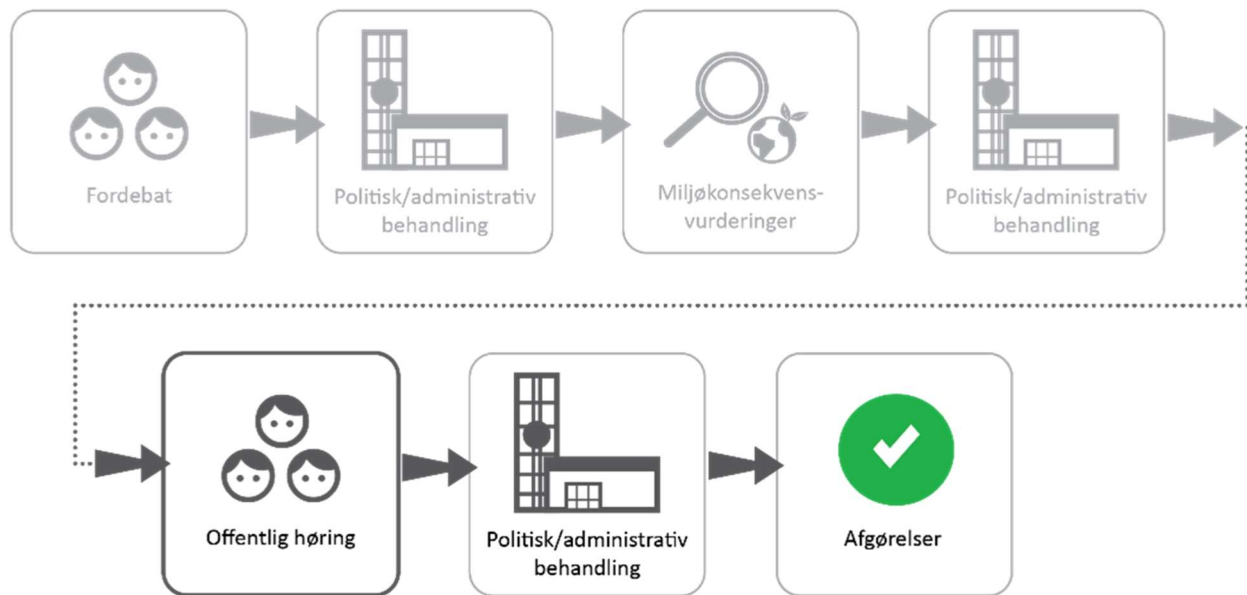 Fordebat
Politisk/administrativ
behandling
Miljøkonsekvens-
vurderinger
Politisk/administrativ
behandling
Offentlig høring
Politisk/administrativ
behandling
Afgørelser